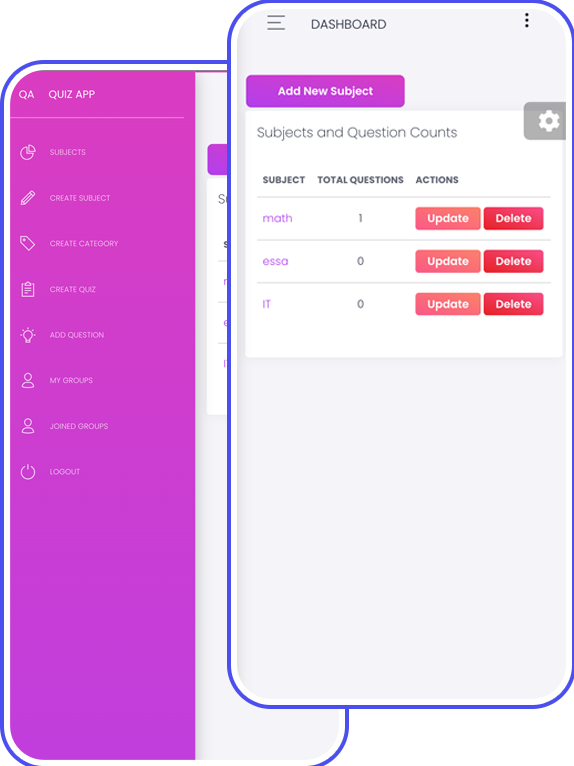 QA QUIZ APP
SUBJECTS
CREATE SUBJECT
CREATE CATEGORY
CREATE QUIZ
ADD QUESTION
MY GROUPS
JOINED GROUPS
LOGOUT
DASHBOARD
Add New Subject
Subjects and Question Counts
SUBJECT TOTAL QUESTIONS ACTIONS
math 1 Update Delete
essa 0 Update Delete
IT 0 Update Delete